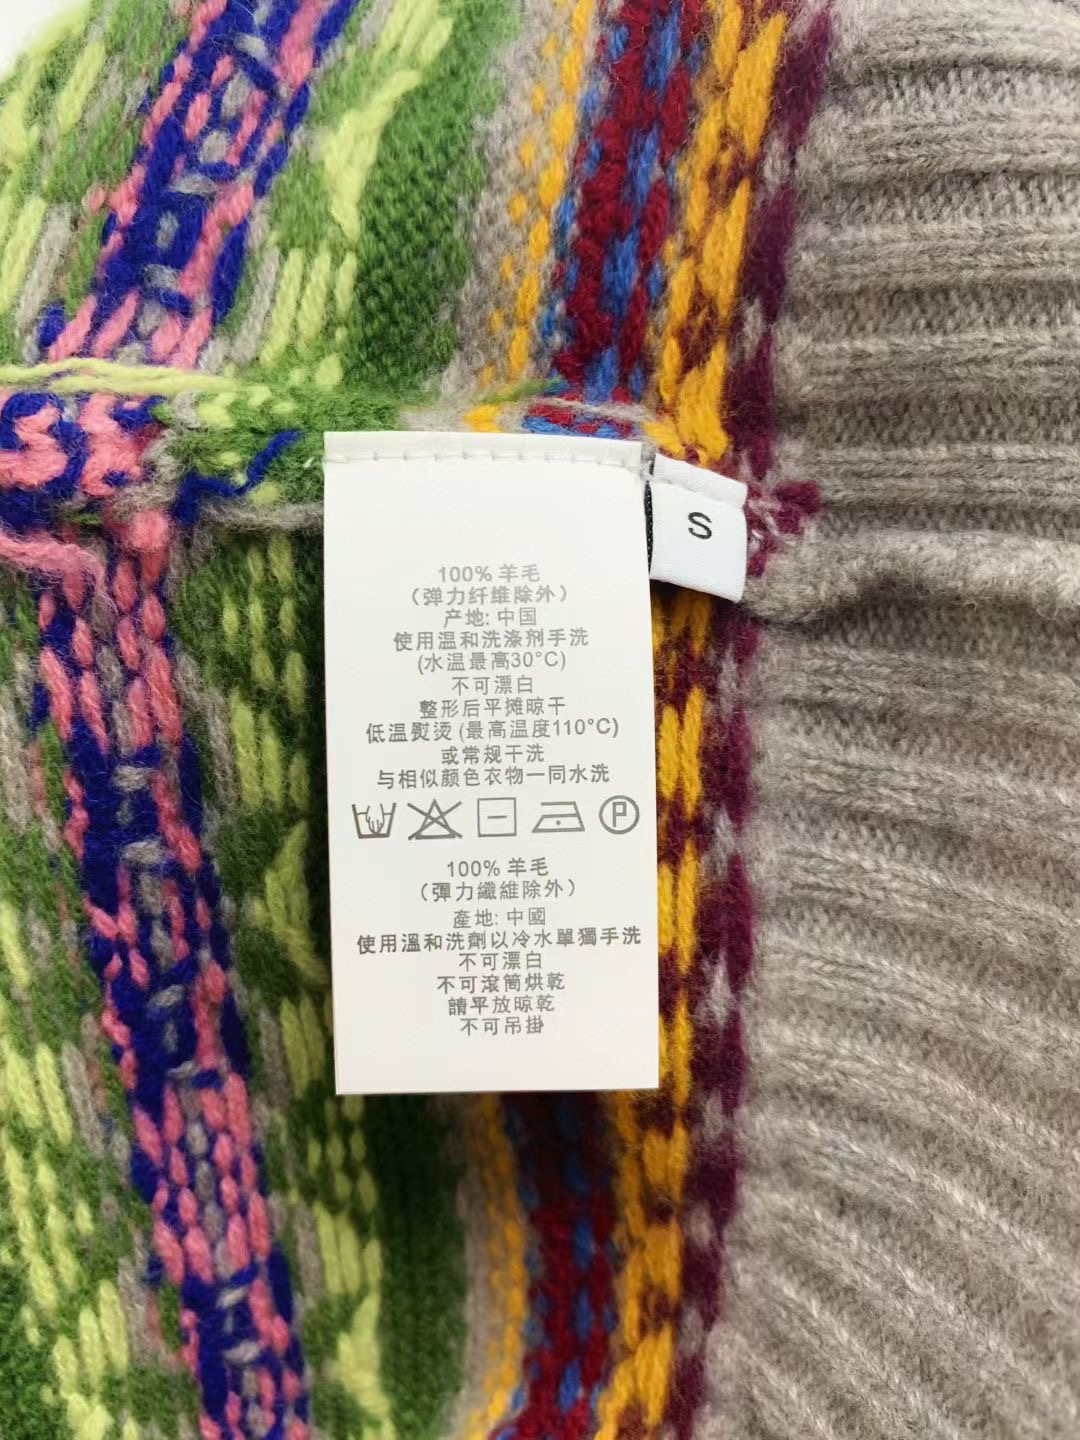 S
100% 羊毛
（弹力纤维除外）
产地: 中国
使用温和洗涤剂手洗
(水温最高30°C)
不可漂白
整形后平摊晾干
低温熨烫 (最高温度110°C)
或常规干洗
与相似颜色衣物一同水洗
P
100% 羊毛
（彈力纖維除外）
產地: 中國
使用溫和洗劑以冷水單獨手洗
不可漂白
不可滾筒烘乾
請平放晾乾
不可吊掛